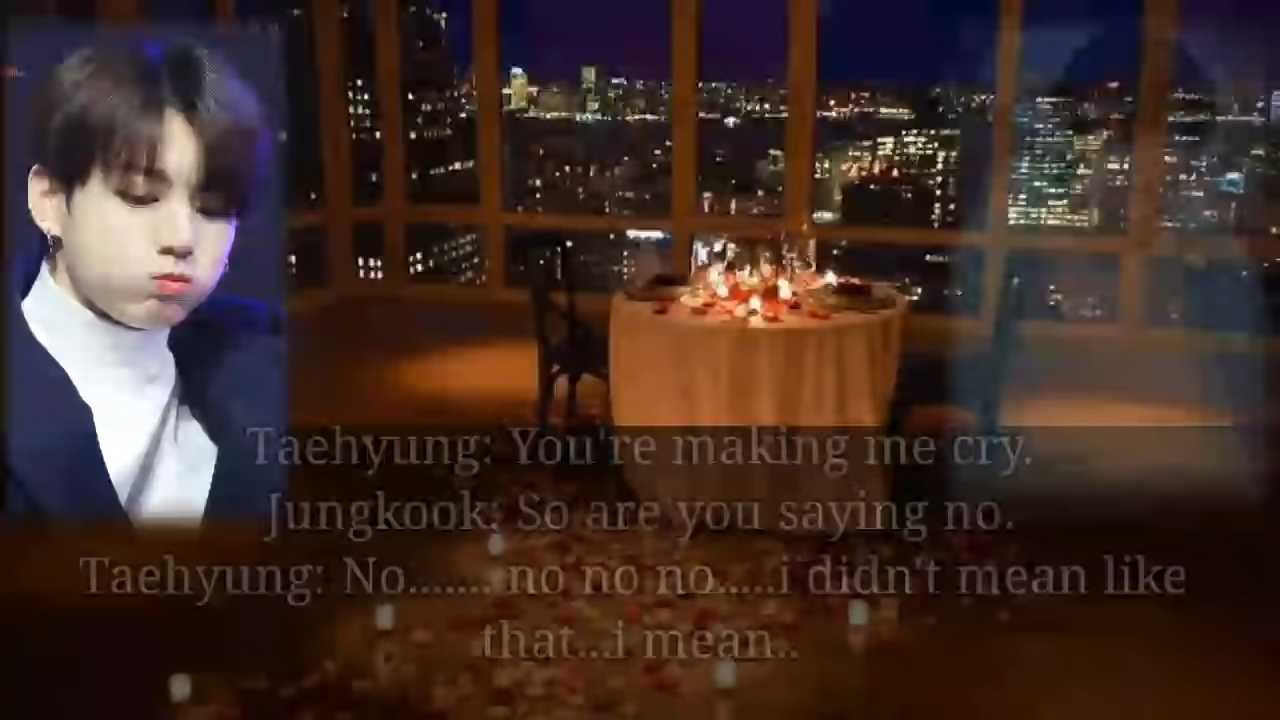 Taehyung: You're making me cry.
Jungkook: So are you saying no.
Taehyung: No....... no no no.....i didn't mean like
that...i mean..